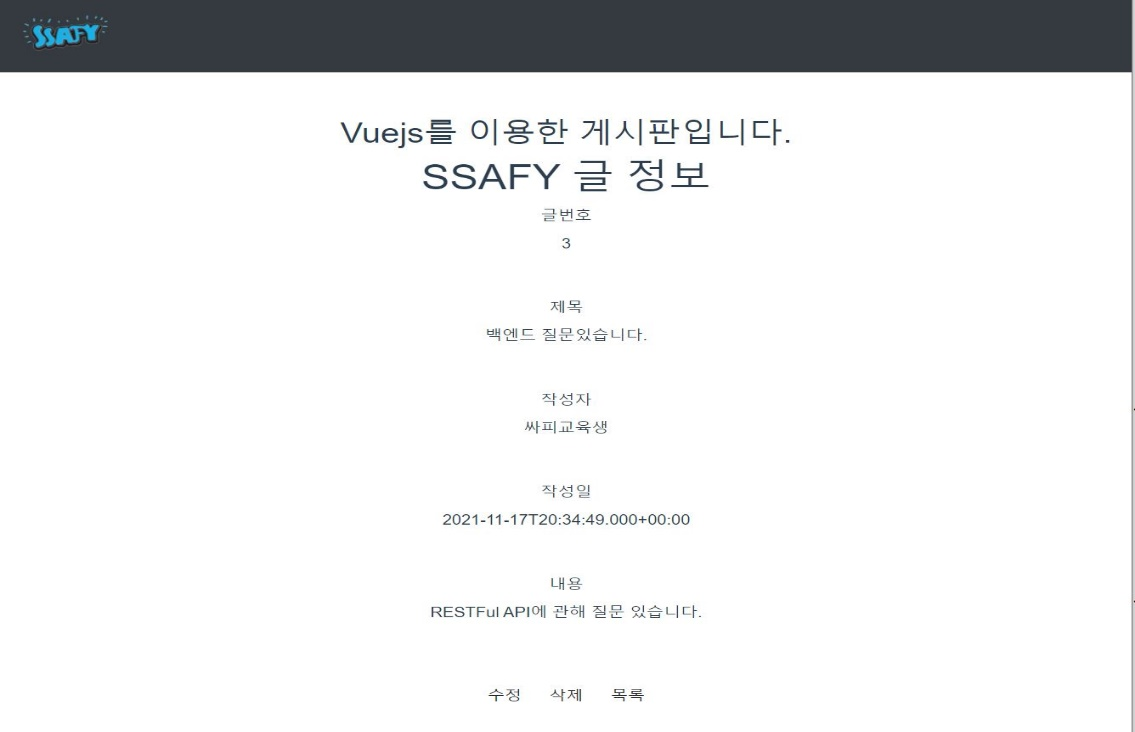 SSAFY
Vuejs를 이용한 게시판입니다.
SSAFY 글 정보
글번호
3
제목
백엔드 질문있습니다.
작성자
싸피교육생
작성일
2021-11-17T20:34:49.000+00:00
내용
RESTFul API에 관해 질문 있습니다.
수정 삭제 목록